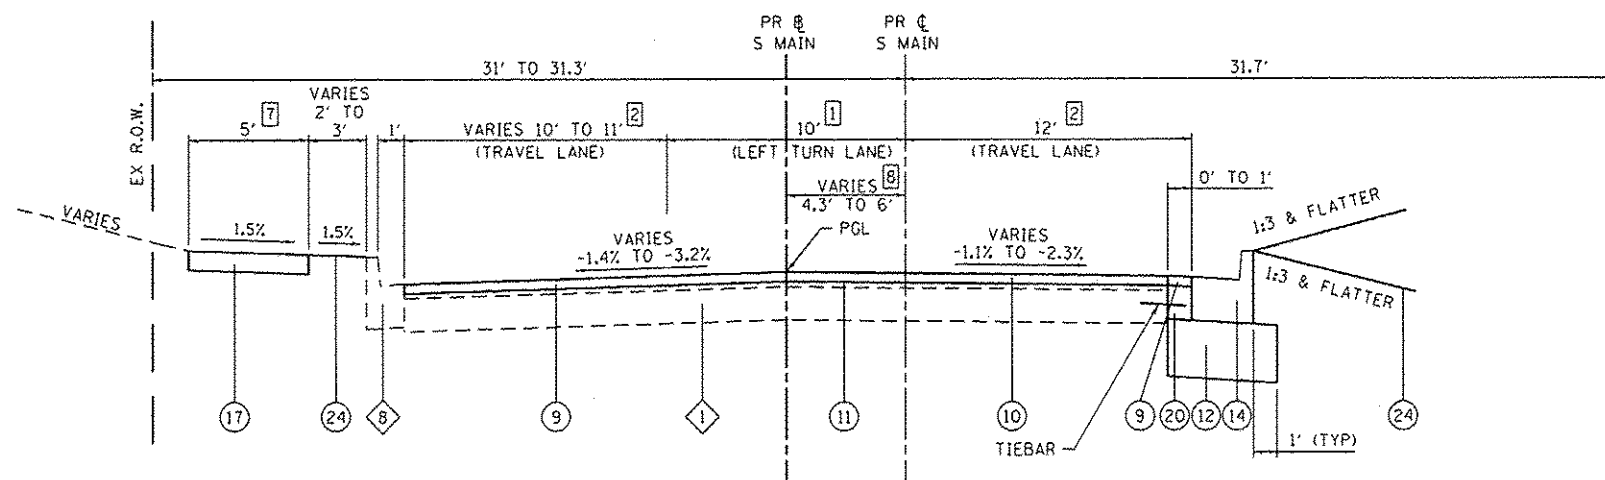 PR ℄ PR ℄
S MAIN S MAIN
31' TO 31.3' 31.7'
EX R.O.W.
VARIES
2' TO
5' 7 3' 1' VARIES 10' TO 11' 2 10' 1 12' 2
(TRAVEL LANE) (LEFT TURN LANE) (TRAVEL LANE)
VARIES 8
4.3' TO 6'
0' TO 1'
VARIES
1.5% 1.5%
VARIES
-1.4% TO -3.2%
PGL
VARIES
-1.1% TO -2.3%
1:3 & FLATTER
1:3 & FLATTER
17 24 8 9 1 11 10 9 20 12 14 24
TIEBAR
1' (TYP)